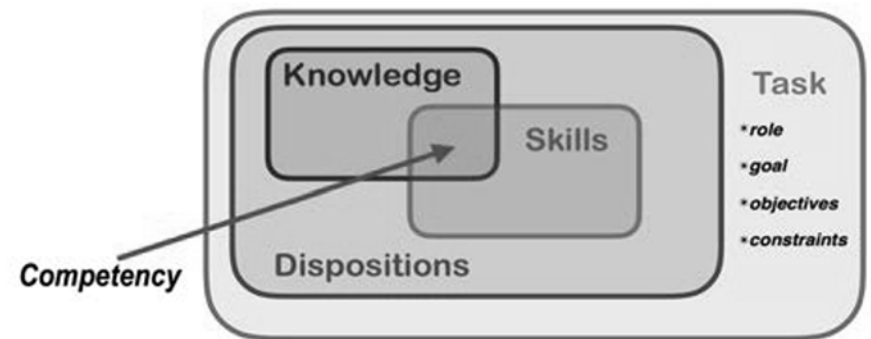 Knowledge
Task
Skills
*role
*goal
*objectives
*constraints
Dispositions
Competency